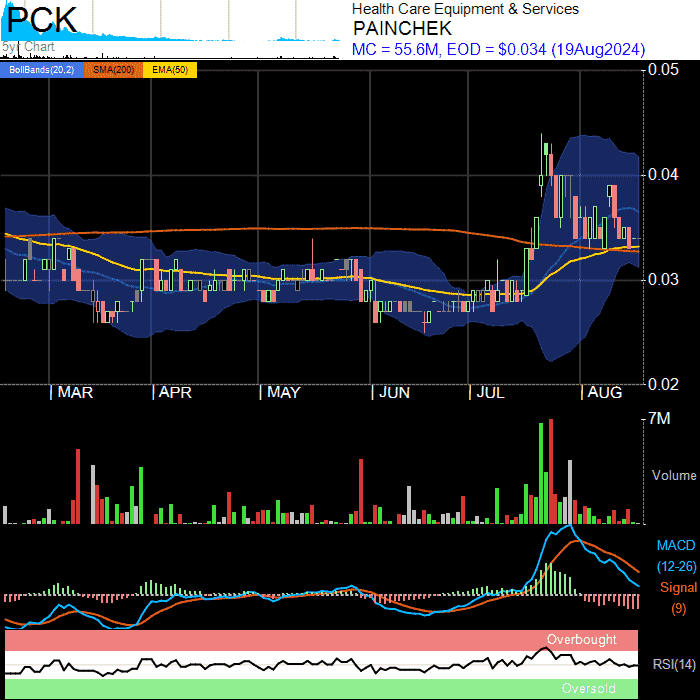 PCK
5yr Chart
Health Care Equipment & Services
PAINCHEK
MC = 55.6M, EOD = $0.034 (19Aug2024)
BollBands(20,2) SMA(200) EMA(50)
0.05
0.04
0.03
0.02
MAR APR MAY JUN JUL AUG
7M
Volume
MACD
(12-26)
Signal
(9)
Overbought
RSI(14)
Oversold